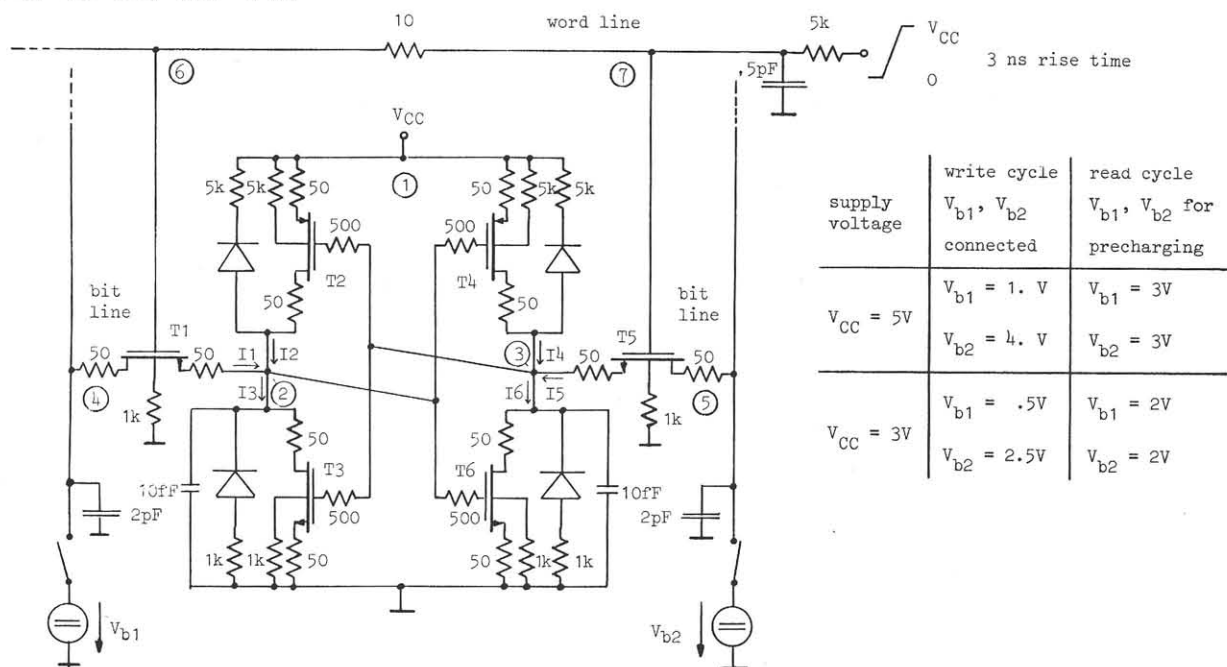 10
word line
5k
V_CC
O
3 ns rise time
6
7
,5pF
V_CC
1
5k
5k
50
50
5k
5k
500
500
T2
T4
50
50
bit line
bit line
T1
T5
50
50
I1
I2
3
I4
50
50
I3
2
I6
I5
4
5
1k
1k
50
50
T3
T6
10fF
10fF
500
500
2pF
2pF
1k
1k
50
50
1k
1k
V_b1
V_b2
supply voltage
write cycle V_b1, V_b2 connected
read cycle V_b1, V_b2 for precharging
V_CC = 5V
V_b1 = 1. V
V_b1 = 3V
V_b2 = 4. V
V_b2 = 3V
V_CC = 3V
V_b1 = .5V
V_b1 = 2V
V_b2 = 2.5V
V_b2 = 2V